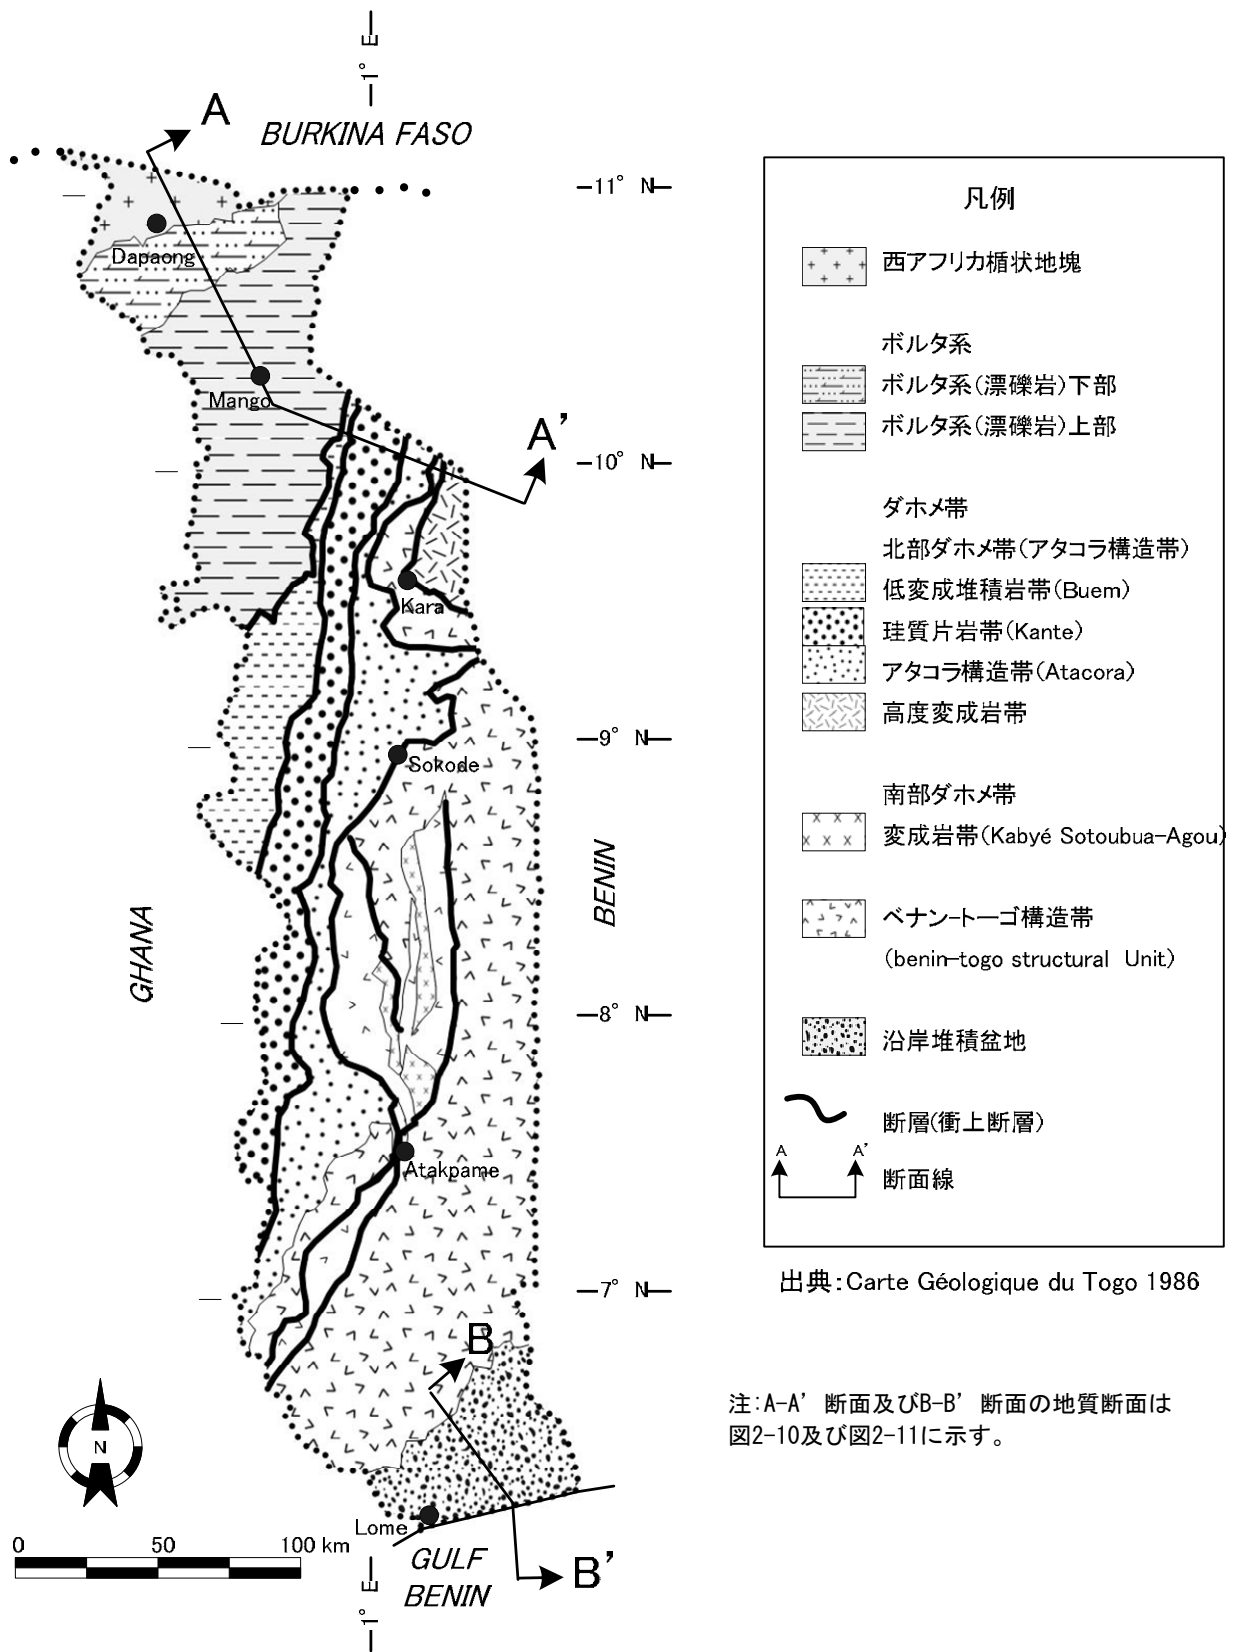 1° E
A
BURKINA FASO
11° N
Dapaong
Mango
A'
10° N
Kara
9° N
Sokode
GHANA
BENIN
8° N
Atakpame
7° N
B
N
Lome
0 50 100 km
GULF
BENIN
B'
1° E
凡例
西アフリカ楯状地塊
ボルタ系
ボルタ系(漂礫岩)下部
ボルタ系(漂礫岩)上部
ダホメ帯
北部ダホメ帯(アタコラ構造帯)
低変成堆積岩帯(Buem)
珪質片岩帯(Kante)
アタコラ構造帯(Atacora)
高度変成岩帯
南部ダホメ帯
変成岩帯(Kabyé Sotoubua-Agou)
ベナン-トーゴ構造帯
(benin-togo structural Unit)
沿岸堆積盆地
断層(衝上断層)
A A'
断面線
出典:Carte Géologique du Togo 1986
注:A-A' 断面及びB-B' 断面の地質断面は
図2-10及び図2-11に示す。